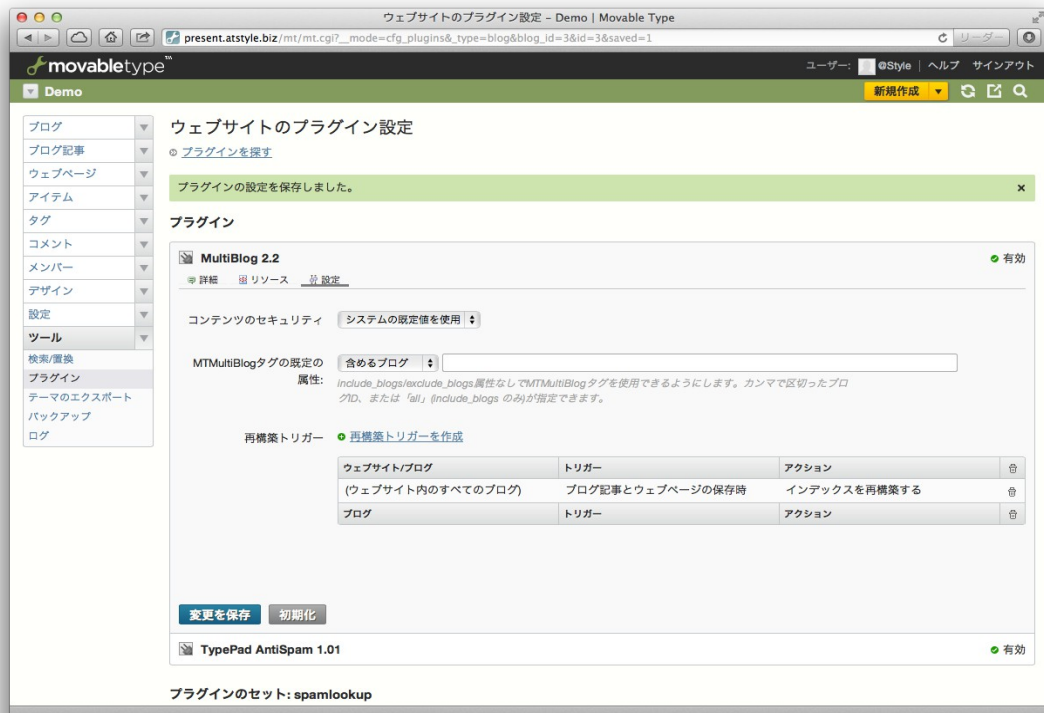 ウェブサイトのプラグイン設定 – Demo | Movable Type
present.atstyle.biz/mt/mt.cgi?__mode=cfg_plugins&_type=blog&blog_id=3&id=3&saved=1
リーダー
movabletype™
ユーザー: @Style | ヘルプ サインアウト
Demo
新規作成
ブログ
ブログ記事
ウェブページ
アイテム
タグ
コメント
メンバー
デザイン
設定
ツール
検索/置換
プラグイン
テーマのエクスポート
バックアップ
ログ
ウェブサイトのプラグイン設定
プラグインを探す
プラグインの設定を保存しました。
プラグイン
MultiBlog 2.2
有効
詳細 リソース 設定
コンテンツのセキュリティ システムの既定値を使用
MTMultiBlogタグの既定の
属性:
含めるブログ
include_blogs/exclude_blogs属性なしでMTMultiBlogタグを使用できるようにします。カンマで区切ったブロ
グID、または「all」(include_blogs のみ)が指定できます。
再構築トリガー 再構築トリガーを作成
ウェブサイト/ブログ トリガー アクション
(ウェブサイト内のすべてのブログ) ブログ記事とウェブページの保存時 インデックスを再構築する
ブログ トリガー アクション
変更を保存 初期化
TypePad AntiSpam 1.01
有効
プラグインのセット: spamlookup